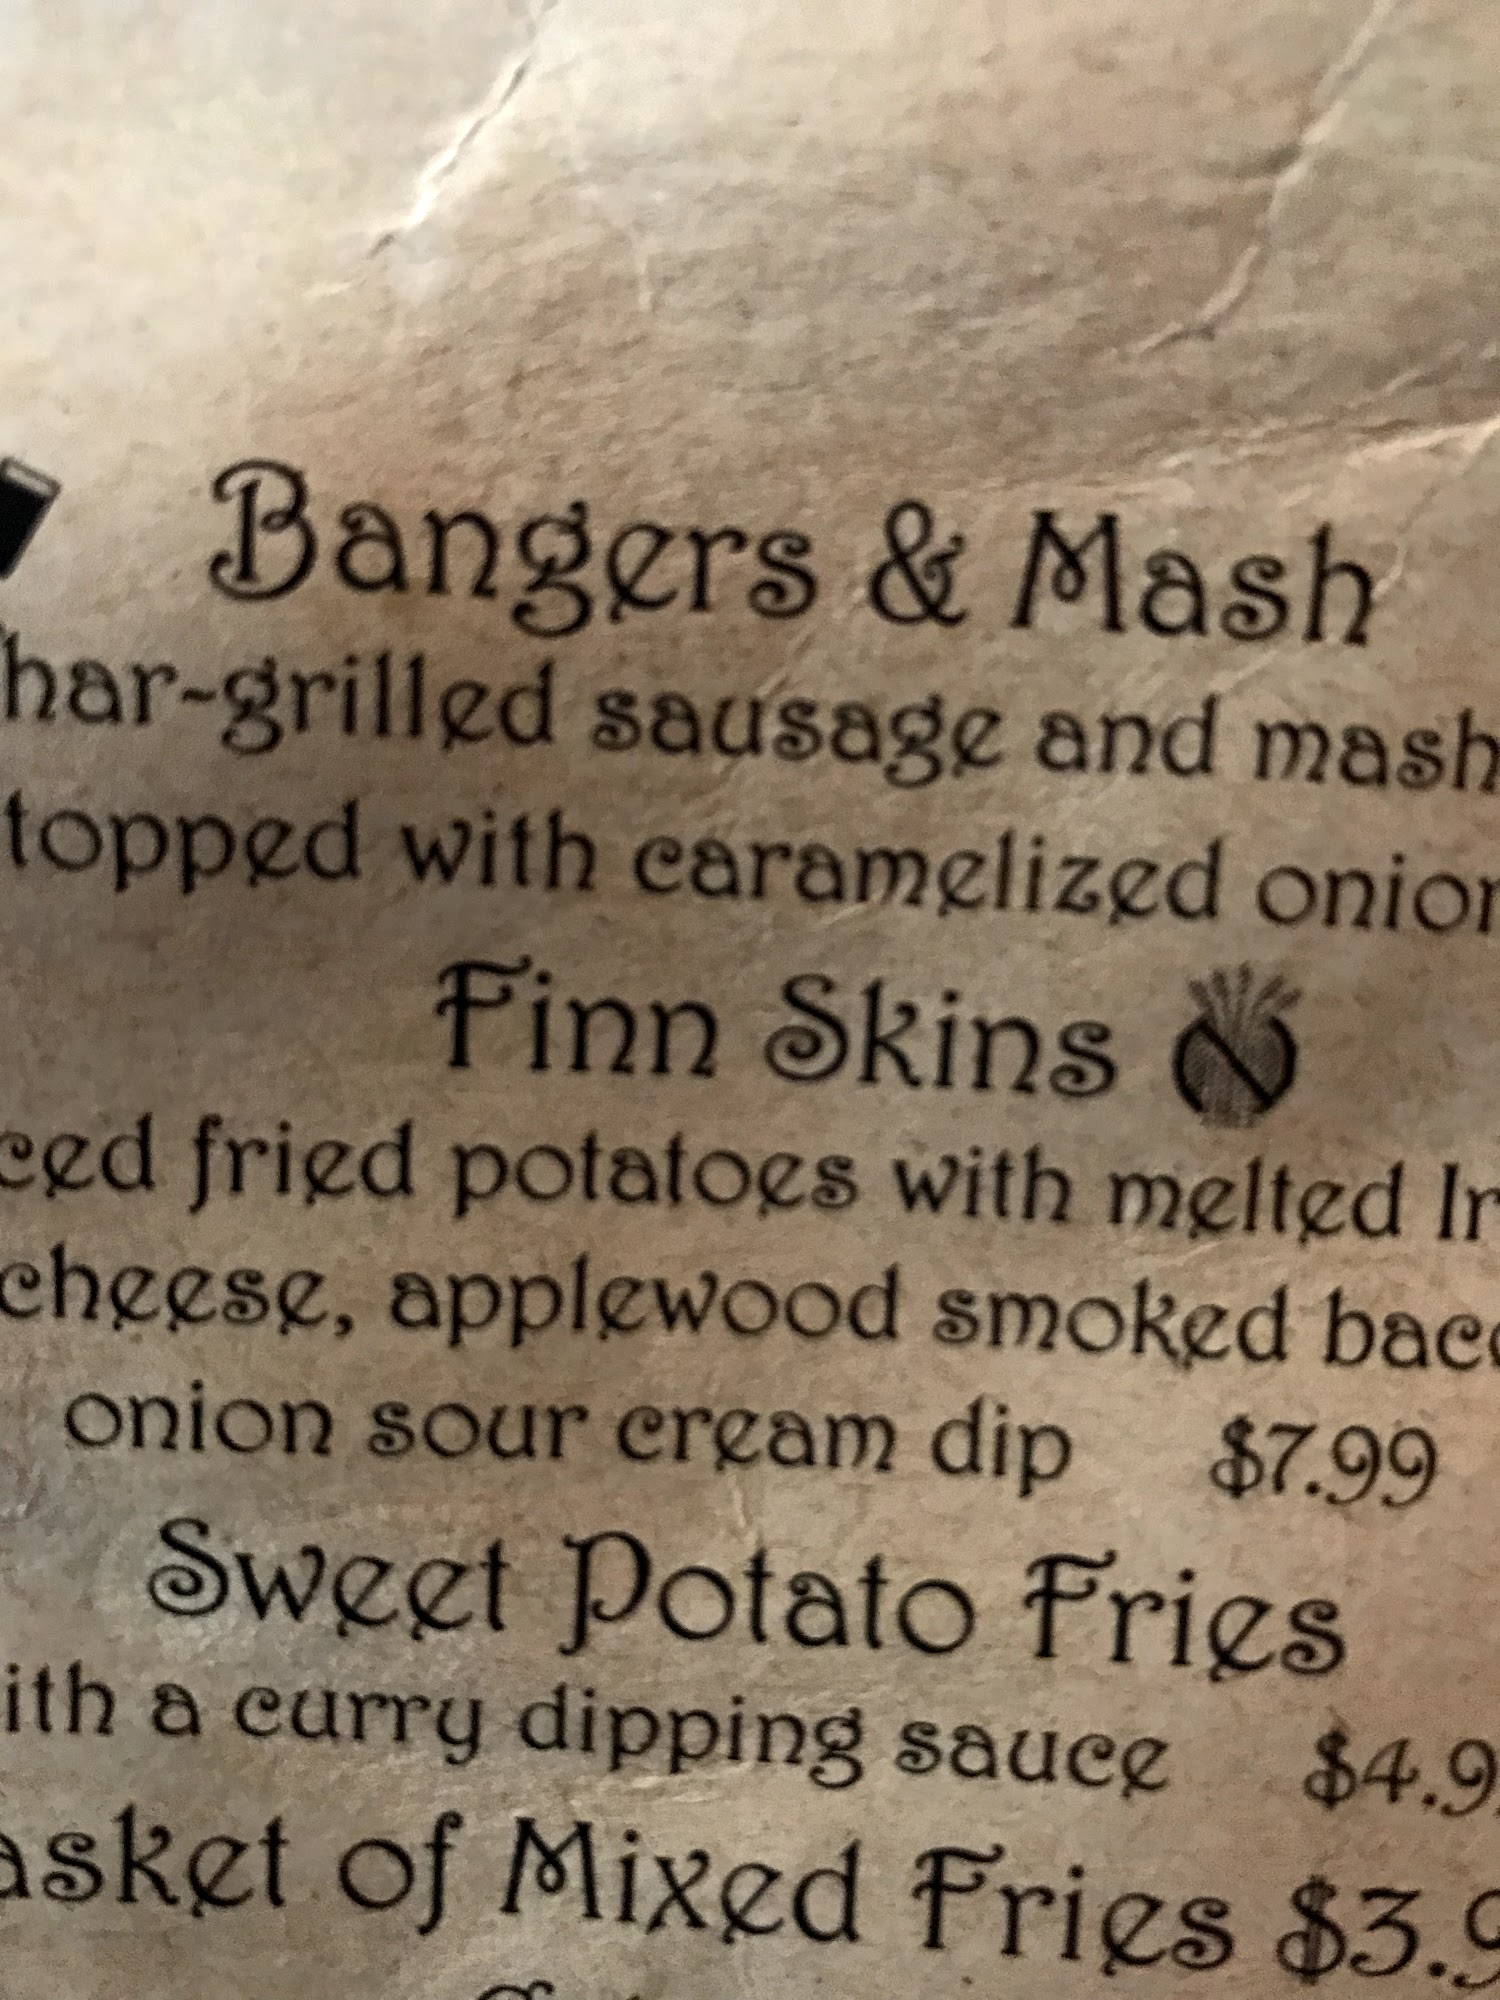 Bangers & Mash
har-grilled sausage and mash
topped with caramelized onion
Finn Skins
ced fried potatoes with melted Ir
cheese, applewood smoked bac
onion sour cream dip $7.99
Sweet Potato Fries
ith a curry dipping sauce $4.9
asket of Mixed Fries $3.9